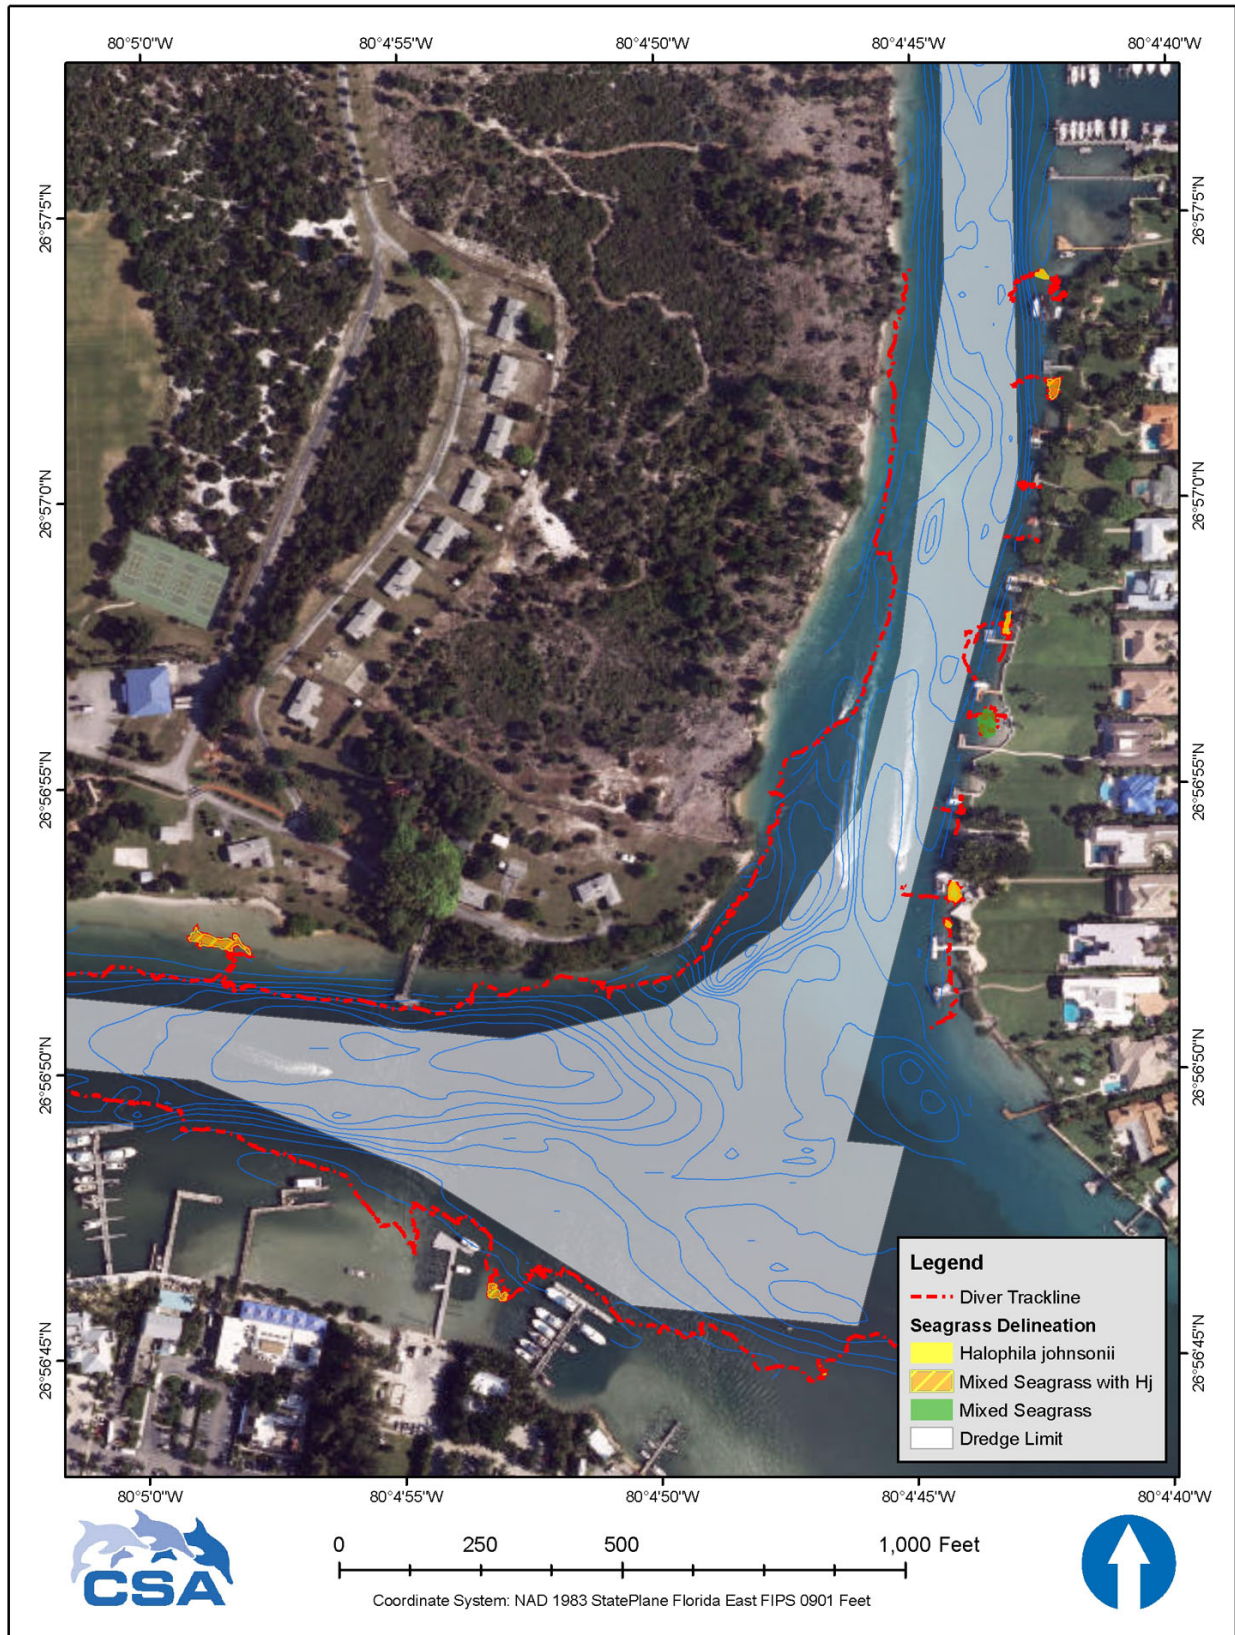 80°5'0"W 80°4'55"W 80°4'50"W 80°4'45"W 80°4'40"W
26°57'5"N 26°57'5"N
26°57'0"N 26°57'0"N
26°56'55"N 26°56'55"N
26°56'50"N 26°56'50"N
26°56'45"N 26°56'45"N
Legend
Diver Trackline
Seagrass Delineation
Halophila johnsonii
Mixed Seagrass with Hj
Mixed Seagrass
Dredge Limit
80°5'0"W 80°4'55"W 80°4'50"W 80°4'45"W 80°4'40"W
CSA
0 250 500 1,000 Feet
Coordinate System: NAD 1983 StatePlane Florida East FIPS 0901 Feet